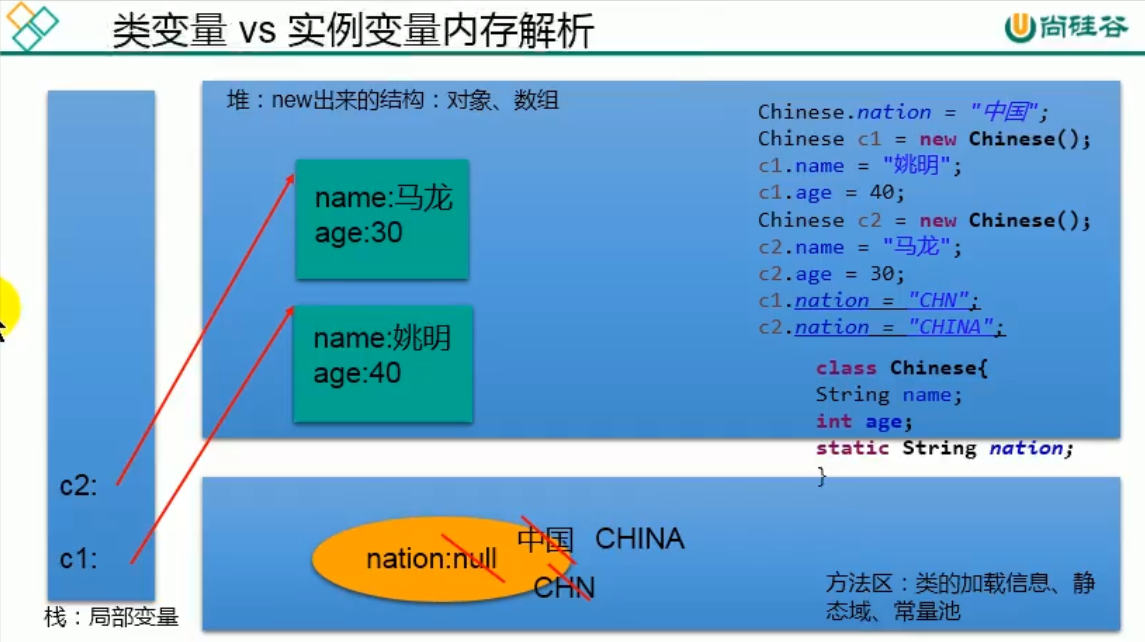 类变量 vs 实例变量内存解析
尚硅谷
堆：new出来的结构：对象、数组
name:马龙
age:30
name:姚明
age:40
Chinese.nation = "中国";
Chinese c1 = new Chinese();
c1.name = "姚明";
c1.age = 40;
Chinese c2 = new Chinese();
c2.name = "马龙";
c2.age = 30;
c1.nation = "CHN";
c2.nation = "CHINA";
class Chinese{
String name;
int age;
static String nation;
}
c2:
c1:
栈：局部变量
nation:null
中国 CHINA
CHN
方法区：类的加载信息、静
态域、常量池